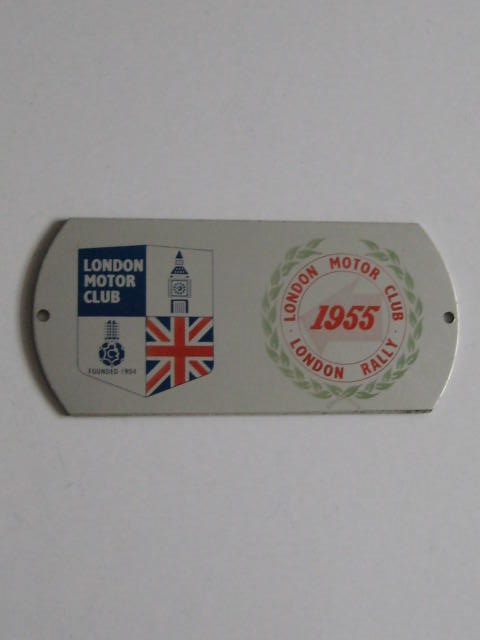 LONDON
MOTOR
CLUB
FOUNDED 1904
LONDON MOTOR CLUB
1955
LONDON RALLY